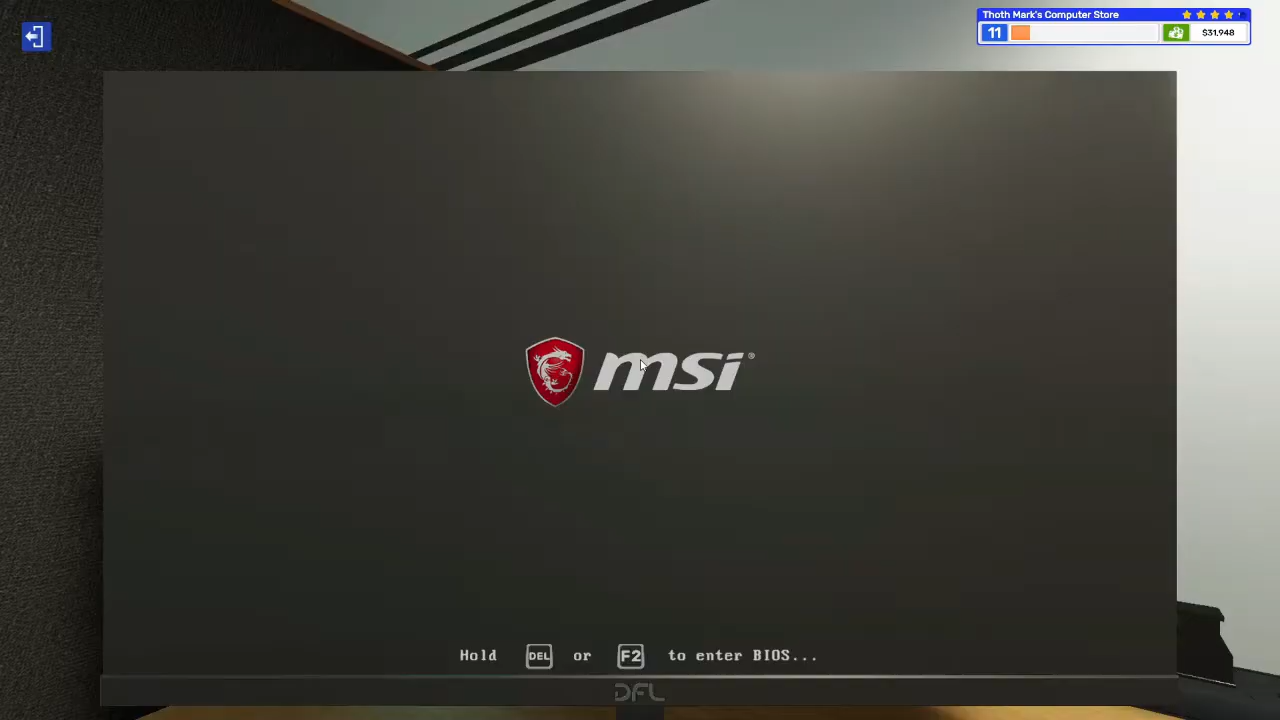 Thoth Mark's Computer Store
11
$31,948
msi®
Hold DEL or F2 to enter BIOS...
DFL